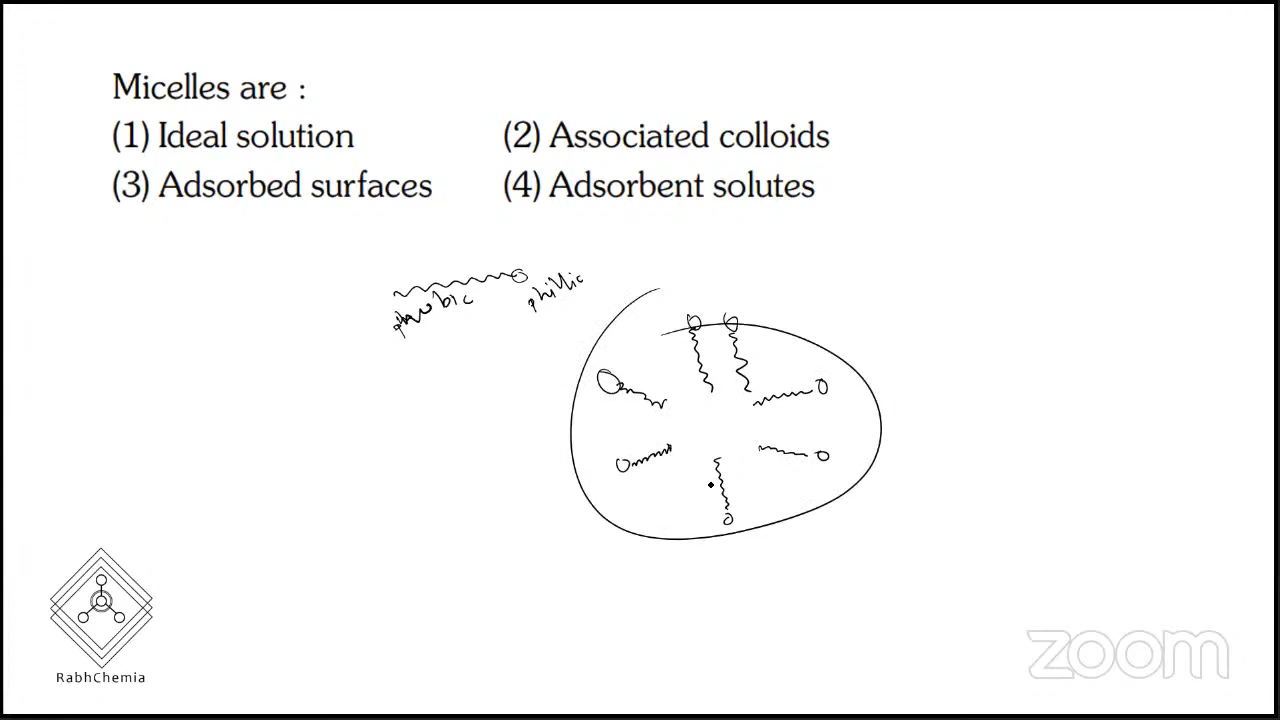 Micelles are :
(1) Ideal solution (2) Associated colloids
(3) Adsorbed surfaces (4) Adsorbent solutes
phobic phillic
RabhChemia
zoom